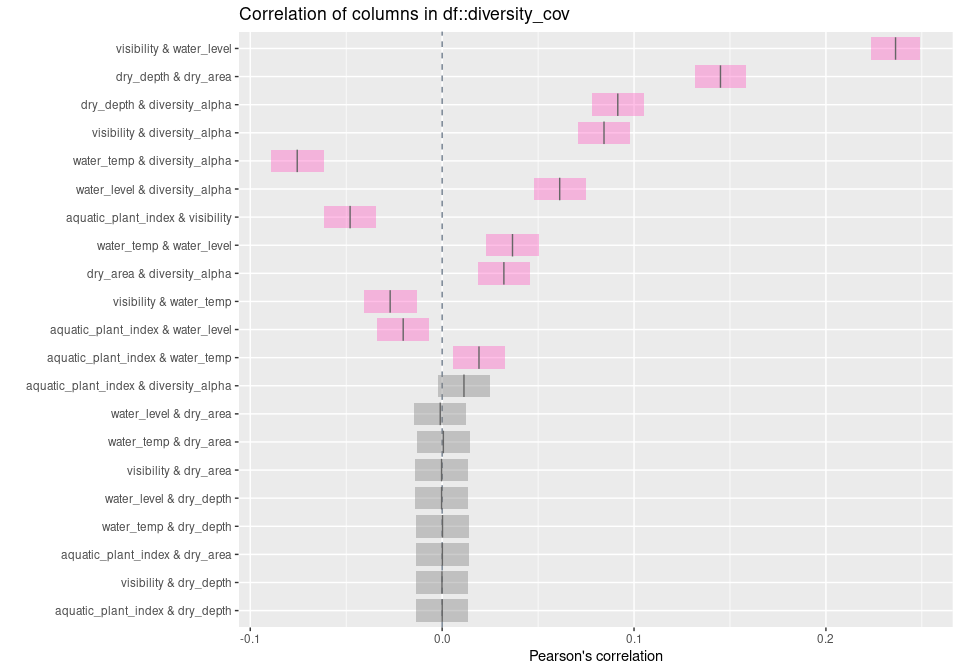 Correlation of columns in df::diversity_cov
visibility & water_level
dry_depth & dry_area
dry_depth & diversity_alpha
visibility & diversity_alpha
water_temp & diversity_alpha
water_level & diversity_alpha
aquatic_plant_index & visibility
water_temp & water_level
dry_area & diversity_alpha
visibility & water_temp
aquatic_plant_index & water_level
aquatic_plant_index & water_temp
aquatic_plant_index & diversity_alpha
water_level & dry_area
water_temp & dry_area
visibility & dry_area
water_level & dry_depth
water_temp & dry_depth
aquatic_plant_index & dry_area
visibility & dry_depth
aquatic_plant_index & dry_depth
-0.1 0.0 0.1 0.2
Pearson's correlation